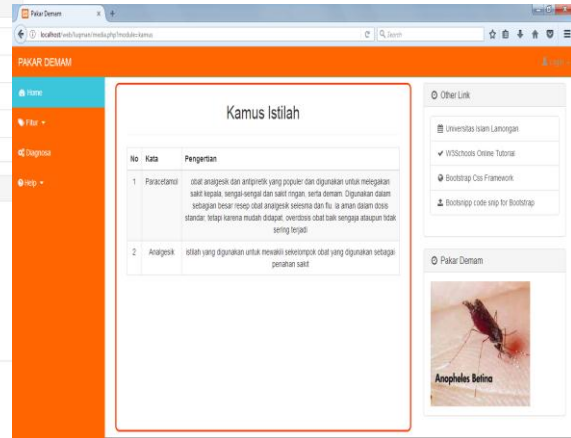 Pakar Demam
localhost/web/luqman/media.php?module=kamus
Search
PAKAR DEMAM
Home
Fitur
Diagnosa
Help
Kamus Istilah
No Kata Pengertian
1 Paracetamol obat analgesik dan antipiretik yang populer dan digunakan untuk melegakan
sakit kepala, sengal-sengal dan sakit ringan, serta demam. Digunakan dalam
sebagian besar resep obat analgesik selesma dan flu. Ia aman dalam dosis
standar, tetapi karena mudah didapat, overdosis obat baik sengaja ataupun tidak
sering terjadi
2 Analgesik istilah yang digunakan untuk mewakili sekelompok obat yang digunakan sebagai
penahan sakit
Other Link
Universitas Islam Lamongan
W3Schools Online Tutorial
Bootstrap Css Framework
Bootsnipp code snip for Bootstrap
Pakar Demam
Anopheles Betina